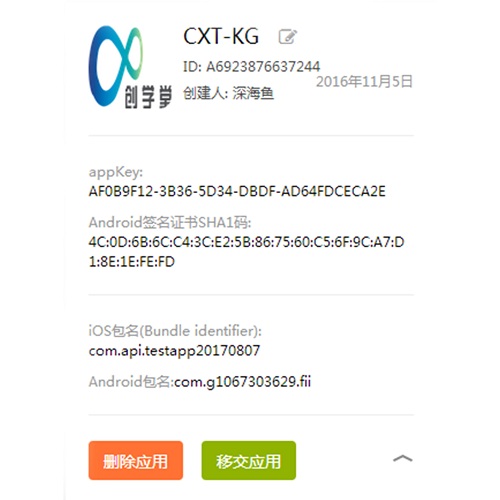 创学堂
CXT-KG
ID: A6923876637244
2016年11月5日
创建人: 深海鱼
appKey:
AF0B9F12-3B36-5D34-DBDF-AD64FDCECA2E
Android签名证书SHA1码:
4C:0D:6B:6C:C4:3C:E2:5B:86:75:60:C5:6F:9C:A7:D
1:8E:1E:FE:FD
iOS包名(Bundle identifier):
com.api.testapp20170807
Android包名:com.g1067303629.fii
删除应用
移交应用